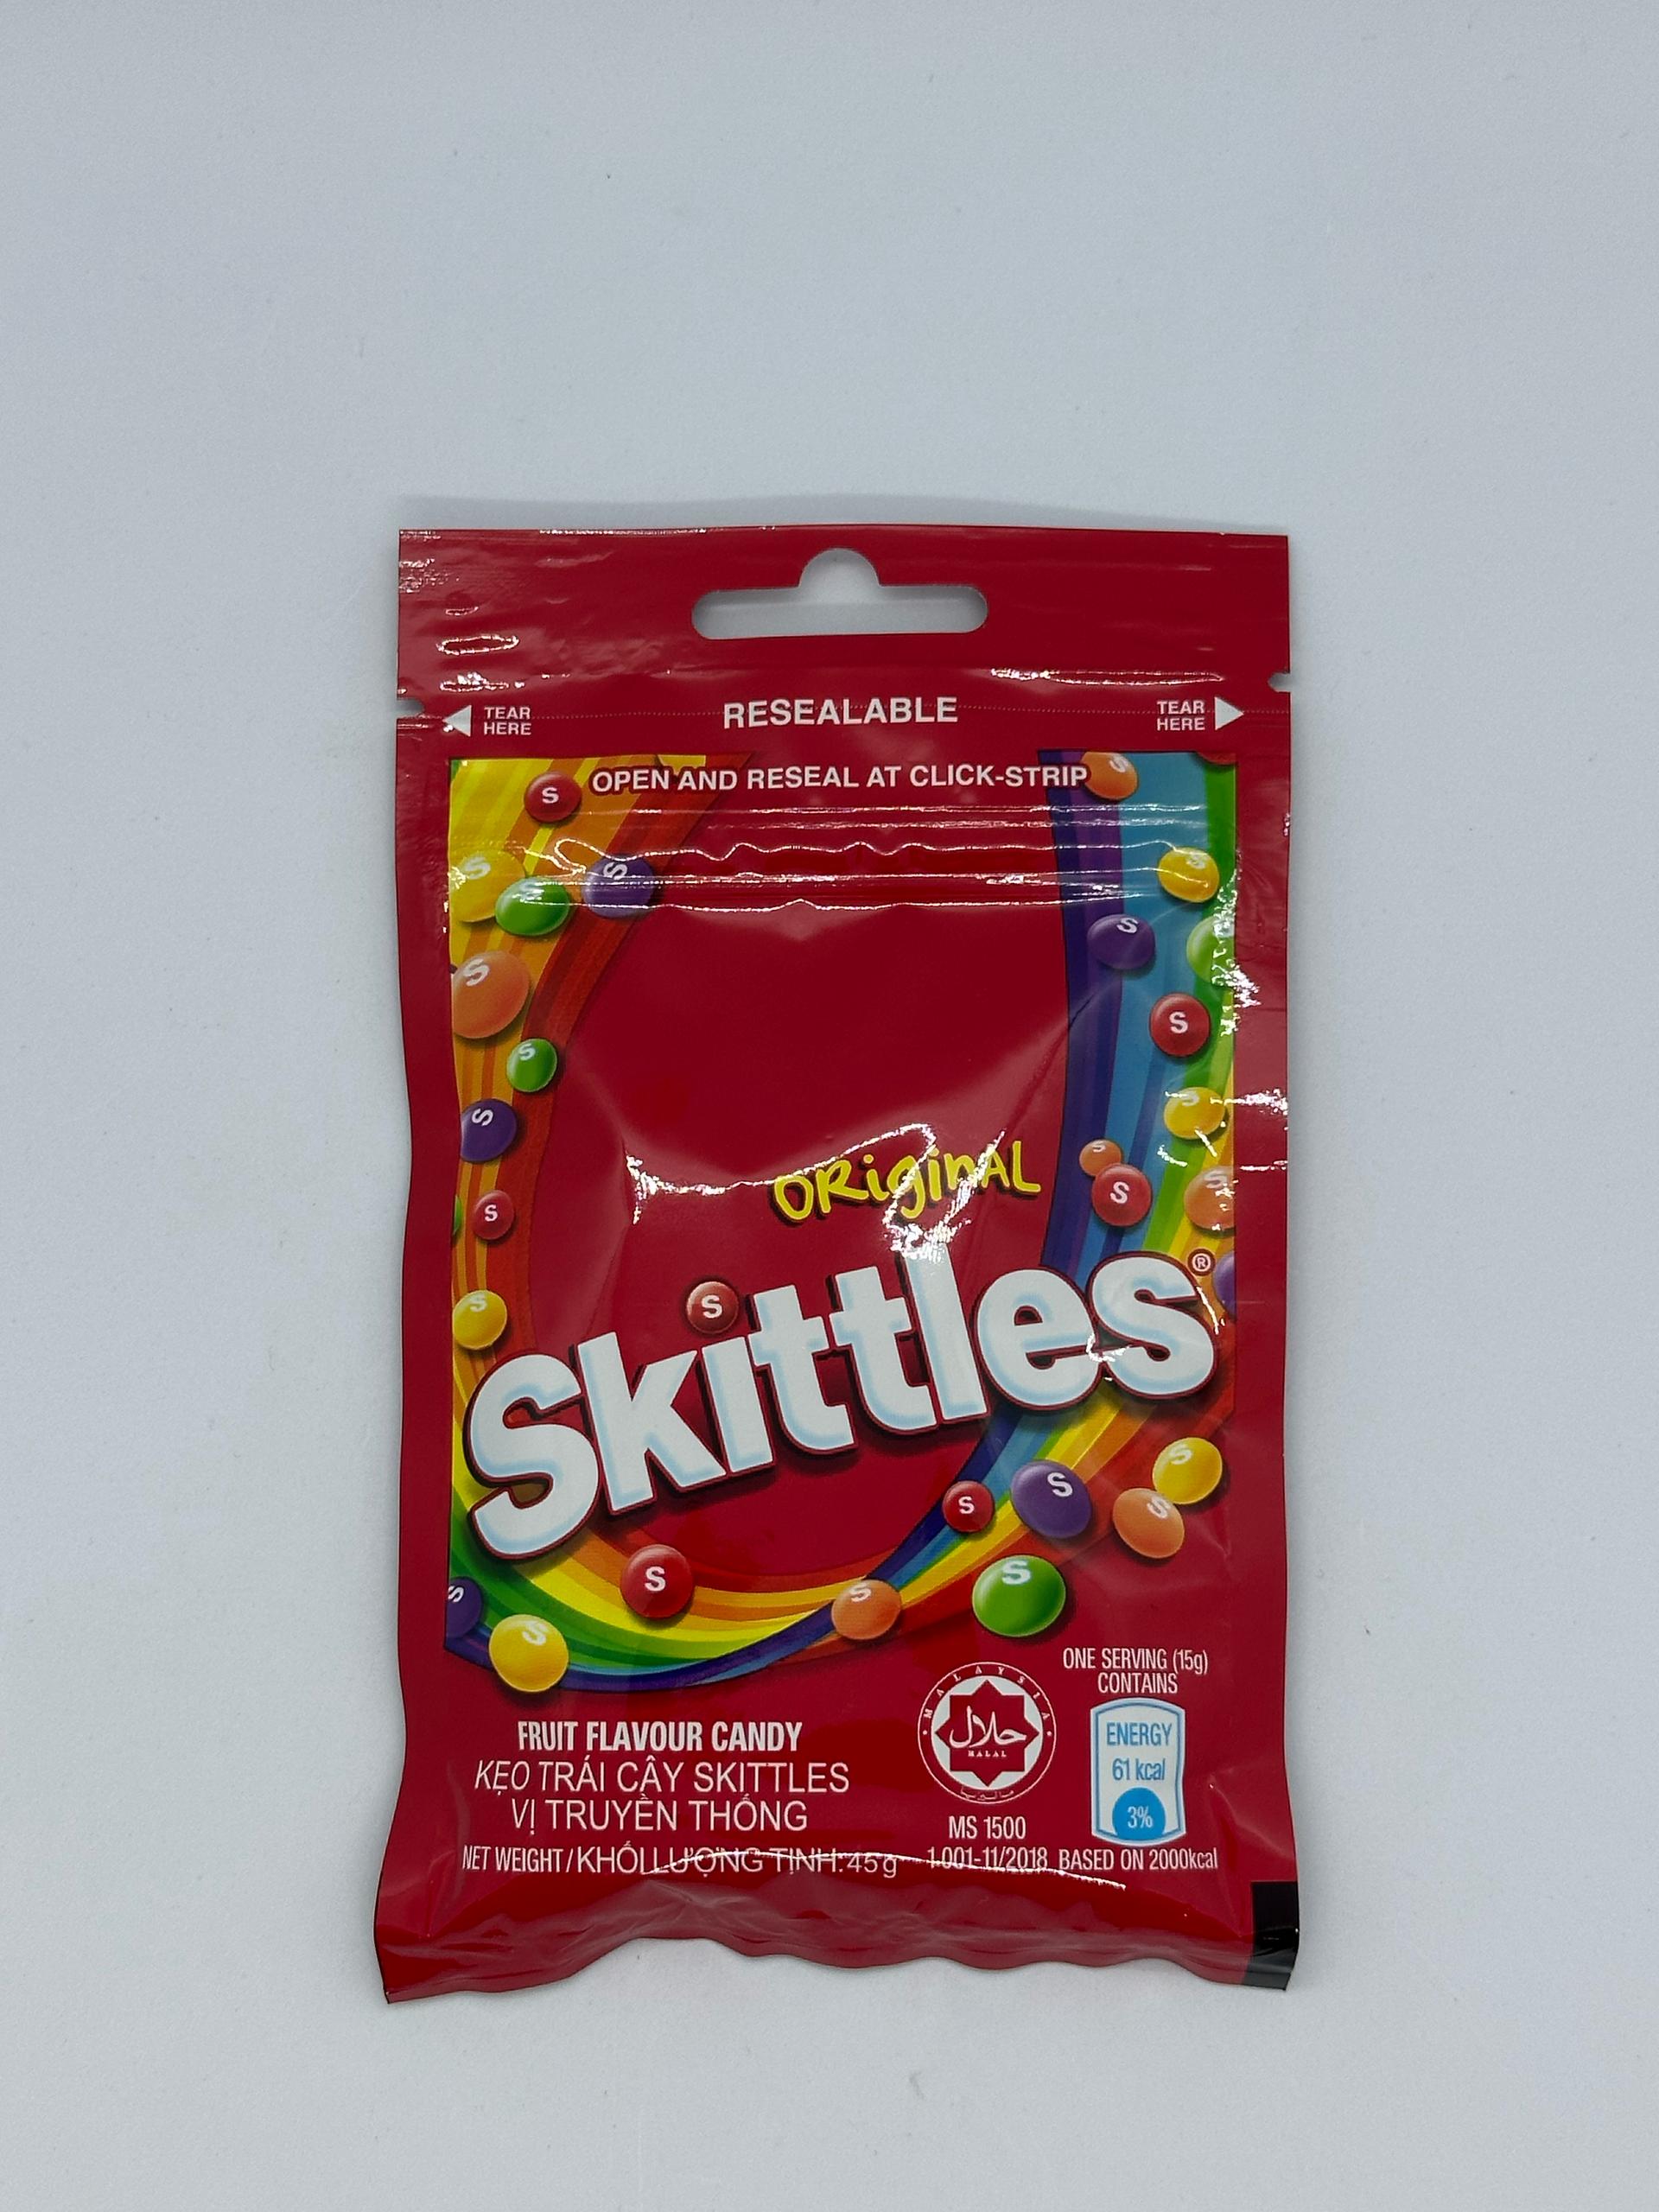 RESEALABLE
TEAR HERE
TEAR HERE
OPEN AND RESEAL AT CLICK-STRIP
ORiginAL
Skittles®
FRUIT FLAVOUR CANDY
KẸO TRÁI CÂY SKITTLES
VỊ TRUYỀN THỐNG
NET WEIGHT/KHỐI LƯỢNG TỊNH: 45g
MALAYSIA
حلال
HALAL
MS 1500
1.001-11/2018
ONE SERVING (15g)
CONTAINS
ENERGY
61 kcal
3%
BASED ON 2000kcal